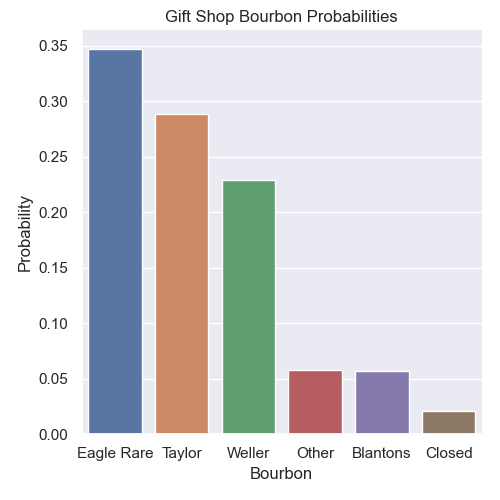 Gift Shop Bourbon Probabilities
Probability
0.35
0.30
0.25
0.20
0.15
0.10
0.05
0.00
Eagle Rare Taylor Weller Other Blantons Closed
Bourbon